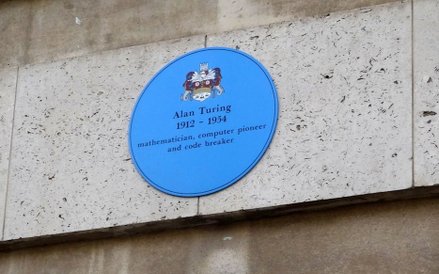 Alan Turing
1912 - 1954
mathematician, computer pioneer
and code breaker